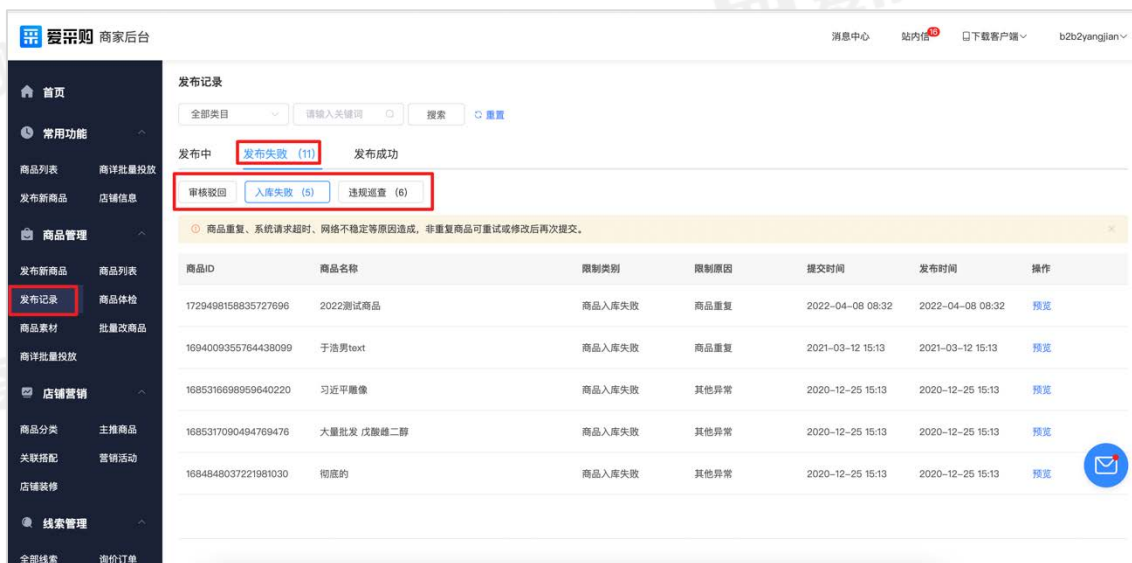 爱采购 商家后台
消息中心 站内信 16 下载客户端 b2b2yangjian
首页
常用功能
商品列表 商详批量投放
发布新商品 店铺信息
商品管理
发布新商品 商品列表
发布记录 商品体检
商品素材 批量改商品
商详批量投放
店铺营销
商品分类 主推商品
关联搭配 营销活动
店铺装修
线索管理
全部线索 询价订单
发布记录
全部类目 请输入关键词 搜索 重置
发布中 发布失败 (11) 发布成功
审核驳回 入库失败 (5) 违规巡查 (6)
商品重复、系统请求超时、网络不稳定等原因造成，非重复商品可重试或修改后再次提交。
商品ID 商品名称 限制类别 限制原因 提交时间 发布时间 操作
1729498158835727696 2022测试商品 商品入库失败 商品重复 2022-04-08 08:32 2022-04-08 08:32 预览
1694009355764438099 于浩男text 商品入库失败 商品重复 2021-03-12 15:13 2021-03-12 15:13 预览
1685316698959640220 习近平雕像 商品入库失败 其他异常 2020-12-25 15:13 2020-12-25 15:13 预览
1685317090494769476 大量批发 戊酸雌二醇 商品入库失败 其他异常 2020-12-25 15:13 2020-12-25 15:13 预览
1684848037221981030 彻底的 商品入库失败 其他异常 2020-12-25 15:13 2020-12-25 15:13 预览